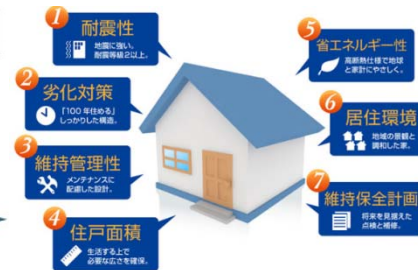 1
耐震性
地震に強い。
耐震等級2以上。
2
劣化対策
「100年住める」
しっかりした構造。
3
維持管理性
メンテナンスに
配慮した設計。
4
住戸面積
生活する上で
必要な広さを確保。
5
省エネルギー性
高断熱仕様で地球
と家計にやさしく。
6
居住環境
地域の景観と
調和した家。
7
維持保全計画
将来を見据えた
点検と補修。